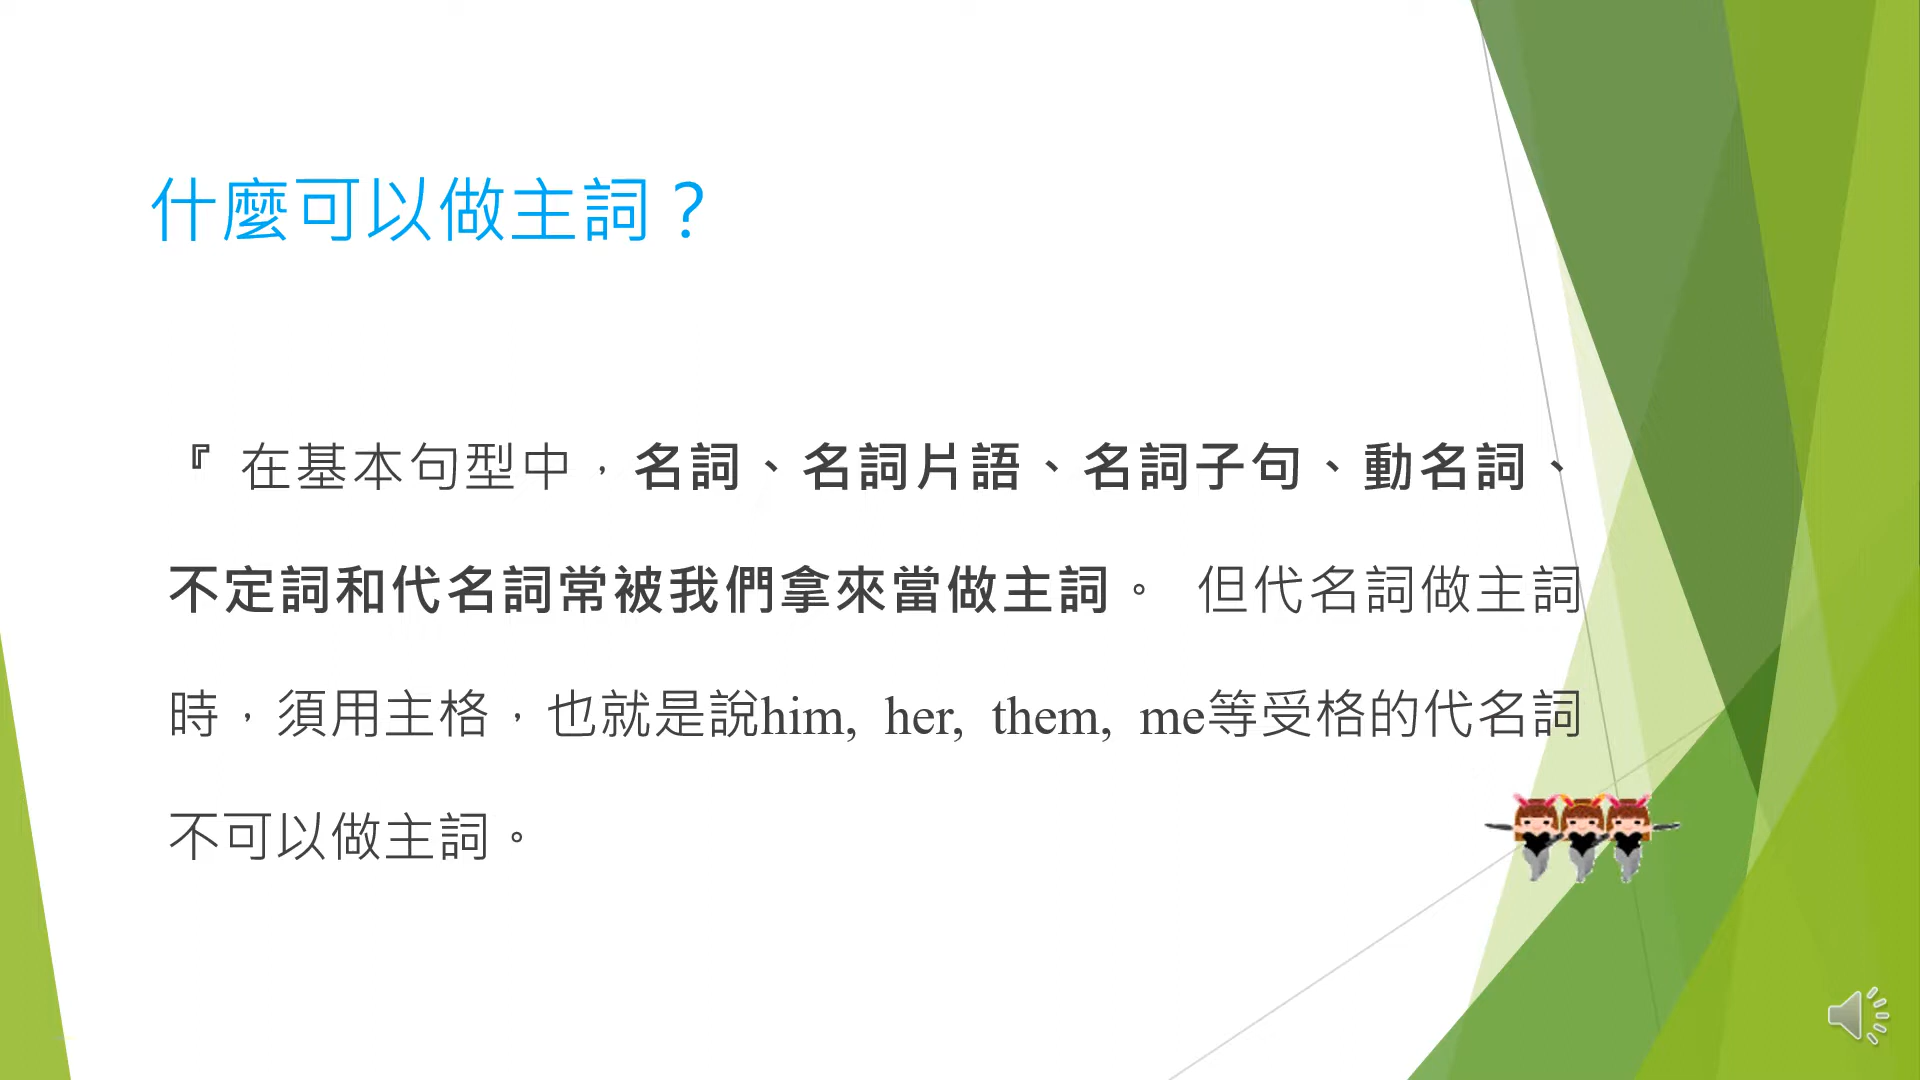 什麼可以做主詞？
『 在基本句型中，名詞、名詞片語、名詞子句、動名詞、
不定詞和代名詞常被我們拿來當做主詞。 但代名詞做主詞
時，須用主格，也就是說him, her, them, me等受格的代名詞
不可以做主詞。